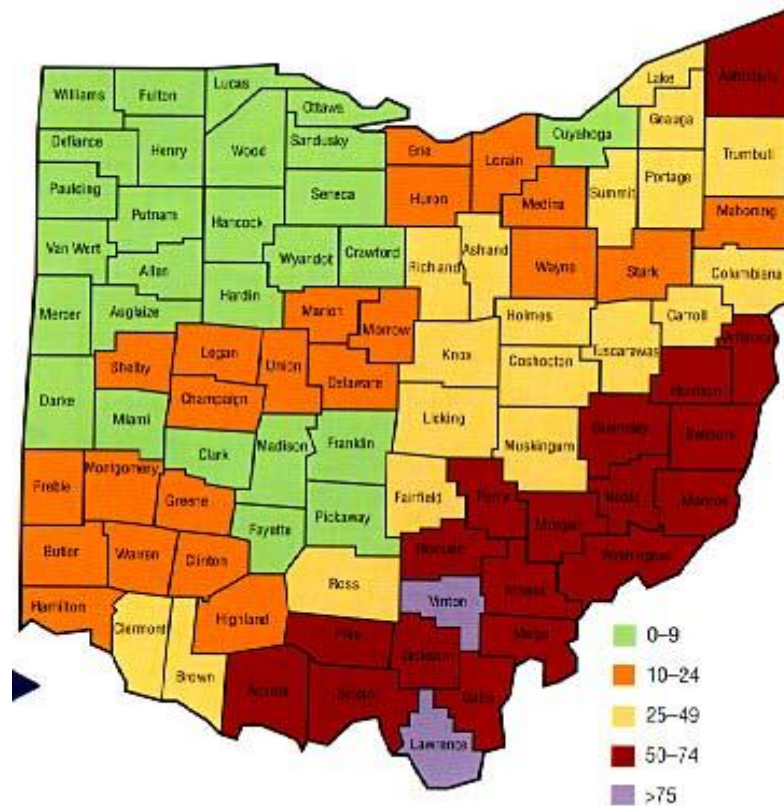 Ashtabula
Lake
Lucas
Williams
Fulton
Ottawa
Geauga
Cuyahoga
Defiance
Henry
Wood
Sandusky
Erie
Lorain
Trumbull
Paulding
Seneca
Huron
Medina
Summit
Portage
Putnam
Hancock
Mahoning
Van Wert
Wyandot
Crawford
Richland
Ashland
Wayne
Stark
Allen
Columbiana
Mercer
Auglaize
Hardin
Marion
Morrow
Holmes
Carroll
Shelby
Logan
Union
Knox
Coshocton
Tuscarawas
Darke
Champaign
Delaware
Harrison
Miami
Licking
Guernsey
Belmont
Clark
Madison
Franklin
Muskingum
Preble
Montgomery
Greene
Fairfield
Perry
Noble
Monroe
Fayette
Pickaway
Morgan
Butler
Warren
Clinton
Hocking
Washington
Ross
Hamilton
Highland
Vinton
Athens
Clermont
Pike
Meigs
0–9
Brown
Jackson
10–24
Adams
Scioto
Gallia
25–49
Lawrence
50–74
>75